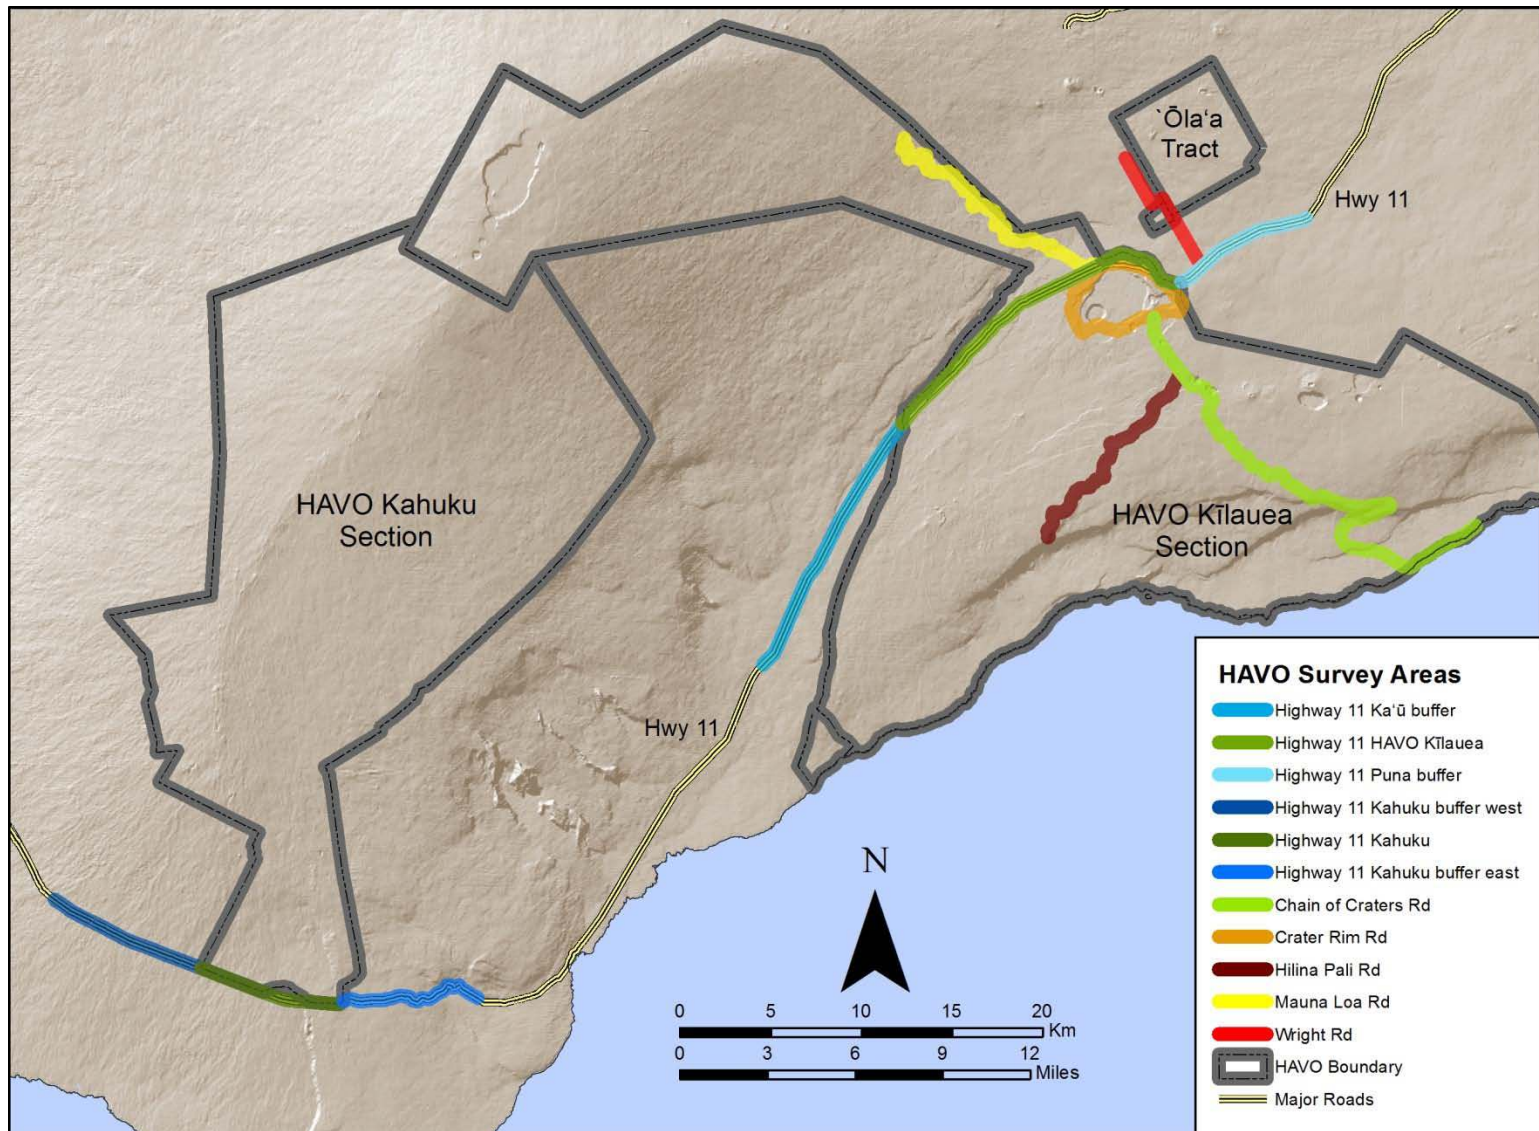 `Ōla‘a
Tract
Hwy 11
HAVO Kahuku
Section
HAVO Kīlauea
Section
Hwy 11
N
0 5 10 15 20
Km
0 3 6 9 12
Miles
HAVO Survey Areas
Highway 11 Ka‘ū buffer
Highway 11 HAVO Kīlauea
Highway 11 Puna buffer
Highway 11 Kahuku buffer west
Highway 11 Kahuku
Highway 11 Kahuku buffer east
Chain of Craters Rd
Crater Rim Rd
Hilina Pali Rd
Mauna Loa Rd
Wright Rd
HAVO Boundary
Major Roads